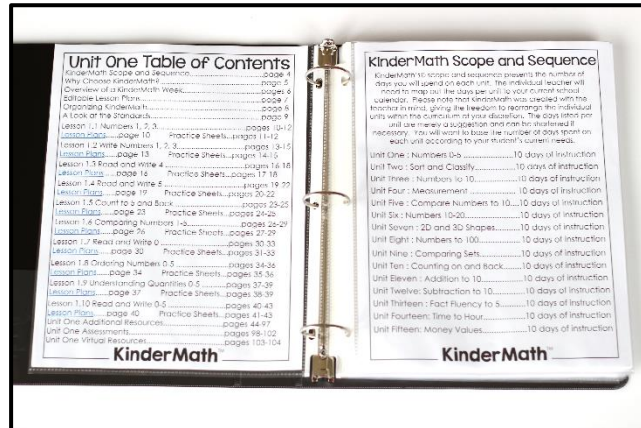 Unit One Table of Contents
KinderMath Scope and Sequence...page 4
Why Choose KinderMath?...page 5
Overview of a KinderMath Week...pages 6
Editable Lesson Plans...page 7
Organizing KinderMath...page 8
A Look at the Standards...page 9
Lesson 1.1 Numbers 1, 2, 3...pages 10-12
Lesson Plans...page 10 Practice Sheets...pages 11-12
Lesson 1.2 Write Numbers 1, 2, 3...pages 13-15
Lesson Plans...page 13 Practice Sheets...pages 14-15
Lesson 1.3 Read and Write 4...pages 16-18
Lesson Plans...page 16 Practice Sheets...pages 17-18
Lesson 1.4 Read and Write 5...pages 19-22
Lesson Plans...page 19 Practice Sheets...pages 20-22
Lesson 1.5 Count to 5 and Back...pages 23-25
Lesson Plans...page 23 Practice Sheets...pages 24-25
Lesson 1.6 Comparing Numbers 1-5...pages 26-29
Lesson Plans...page 26 Practice Sheets...pages 27-29
Lesson 1.7 Read and Write 0...pages 30-33
Lesson Plans...page 30 Practice Sheets...pages 31-33
Lesson 1.8 Ordering Numbers 0-5...pages 34-36
Lesson Plans...page 34 Practice Sheets...pages 35-36
Lesson 1.9 Understanding Quantities 0-5...pages 37-39
Lesson Plans...page 37 Practice Sheets...pages 38-39
Lesson 1.10 Read and Write 0-5...pages 40-43
Lesson Plans...page 40 Practice Sheets...pages 41-43
Unit One Additional Resources...pages 44-97
Unit One Assessments...pages 98-102
Unit One Virtual Resources...pages 103-104
KinderMath™
KinderMath Scope and Sequence
KinderMath's scope and sequence presents the number of
days you will spend on each unit. The individual teacher will
need to map out the days per unit to your current school
calendar. Please note that KinderMath was created with the
teacher in mind, giving the freedom to rearrange the individual
units within the curriculum at your discretion. The days listed per
unit are merely a suggestion and can be shortened if
necessary. You will want to base the number of days spent on
each unit according to your student's current needs.
Unit One : Numbers 0-5...10 days of instruction
Unit Two : Sort and Classify...10 days of instruction
Unit Three : Numbers to 10...10 days of instruction
Unit Four : Measurement...10 days of instruction
Unit Five : Compare Numbers to 10...10 days of instruction
Unit Six : Numbers 10-20...10 days of instruction
Unit Seven : 2D and 3D Shapes...10 days of instruction
Unit Eight : Numbers to 100...10 days of instruction
Unit Nine : Comparing Sets...10 days of instruction
Unit Ten : Counting on and Back...10 days of instruction
Unit Eleven : Addition to 10...10 days of instruction
Unit Twelve: Subtraction to 10...10 days of instruction
Unit Thirteen : Fact Fluency to 5...10 days of instruction
Unit Fourteen: Time to Hour...10 days of instruction
Unit Fifteen: Money Values...10 days of instruction
KinderMath™